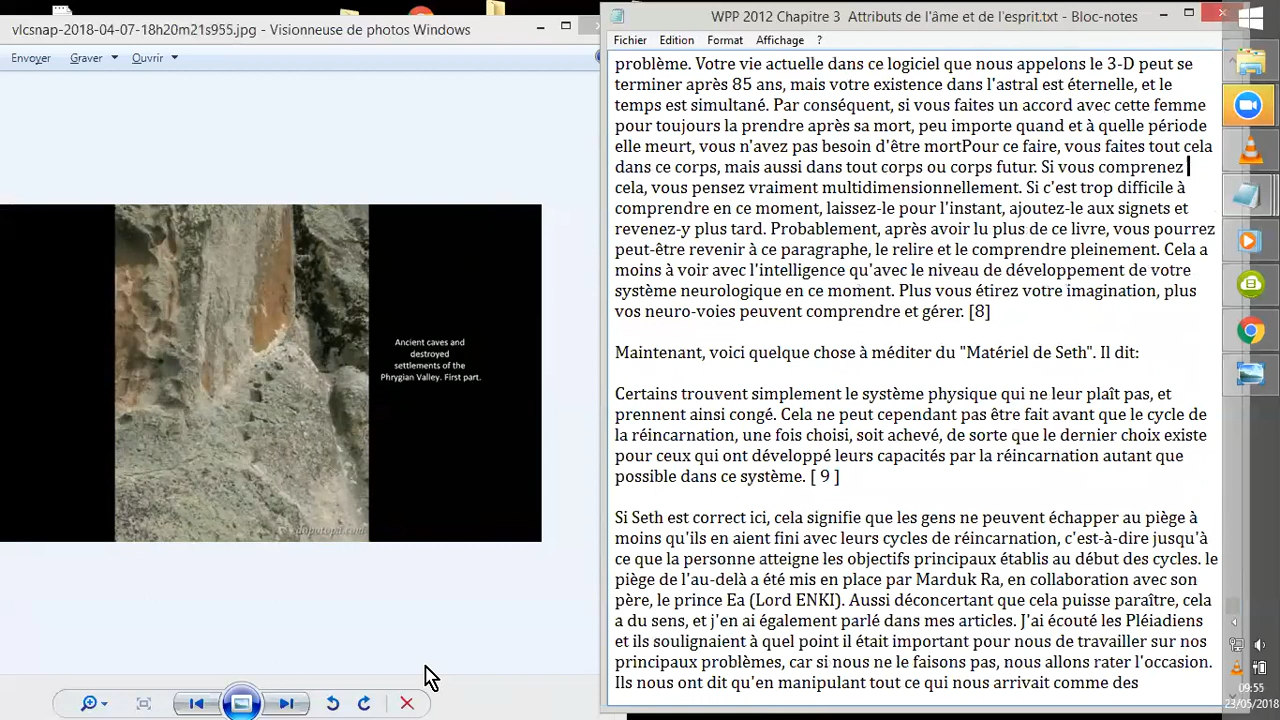 vlcsnap-2018-04-07-18h20m21s955.jpg - Visionneuse de photos Windows
Envoyer Graver Ouvrir
Ancient caves and
destroyed
settlements of the
Phrygian Valley. First part.
WPP 2012 Chapitre 3 Attributs de l'âme et de l'esprit.txt - Bloc-notes
Fichier Edition Format Affichage ?
problème. Votre vie actuelle dans ce logiciel que nous appelons le 3-D peut se
terminer après 85 ans, mais votre existence dans l'astral est éternelle, et le
temps est simultané. Par conséquent, si vous faites un accord avec cette femme
pour toujours la prendre après sa mort, peu importe quand et à quelle période
elle meurt, vous n'avez pas besoin d'être mortPour ce faire, vous faites tout cela
dans ce corps, mais aussi dans tout corps ou corps futur. Si vous comprenez
cela, vous pensez vraiment multidimensionnellement. Si c'est trop difficile à
comprendre en ce moment, laissez-le pour l'instant, ajoutez-le aux signets et
revenez-y plus tard. Probablement, après avoir lu plus de ce livre, vous pourrez
peut-être revenir à ce paragraphe, le relire et le comprendre pleinement. Cela a
moins à voir avec l'intelligence qu'avec le niveau de développement de votre
système neurologique en ce moment. Plus vous étirez votre imagination, plus
vos neuro-voies peuvent comprendre et gérer. [8]
Maintenant, voici quelque chose à méditer du "Matériel de Seth". Il dit:
Certains trouvent simplement le système physique qui ne leur plaît pas, et
prennent ainsi congé. Cela ne peut cependant pas être fait avant que le cycle de
la réincarnation, une fois choisi, soit achevé, de sorte que le dernier choix existe
pour ceux qui ont développé leurs capacités par la réincarnation autant que
possible dans ce système. [ 9 ]
Si Seth est correct ici, cela signifie que les gens ne peuvent échapper au piège à
moins qu'ils en aient fini avec leurs cycles de réincarnation, c'est-à-dire jusqu'à
ce que la personne atteigne les objectifs principaux établis au début des cycles. le
piège de l'au-delà a été mis en place par Marduk Ra, en collaboration avec son
père, le prince Ea (Lord ENKI). Aussi déconcertant que cela puisse paraître, cela
a du sens, et j'en ai également parlé dans mes articles. J'ai écouté les Pléiadiens
et ils soulignaient à quel point il était important pour nous de travailler sur nos
principaux problèmes, car si nous ne le faisons pas, nous allons rater l'occasion.
Ils nous ont dit qu'en manipulant tout ce qui nous arrivait comme des
09:55
23/05/2018